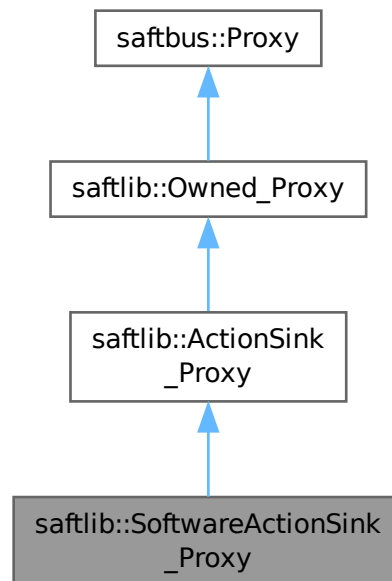 saftbus::Proxy
saftlib::Owned_Proxy
saftlib::ActionSink
_Proxy
saftlib::SoftwareActionSink
_Proxy